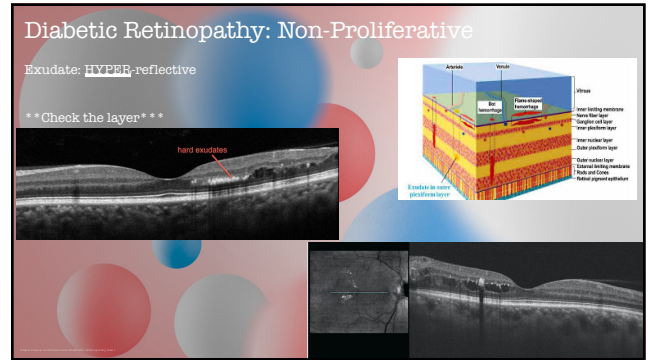 Diabetic Retinopathy: Non-Proliferative
Exudate: HYPER-reflective
**Check the layer***
hard exudates
Arteriole
Venule
Dot hemorrhage
Flame-shaped hemorrhage
Vitreous
Inner limiting membrane
Nerve fiber layer
Ganglion cell layer
Inner plexiform layer
Inner nuclear layer
Outer plexiform layer
Outer nuclear layer
External limiting membrane
Rods and Cones
Retinal pigment epithelium
Exudate in outer
plexiform layer